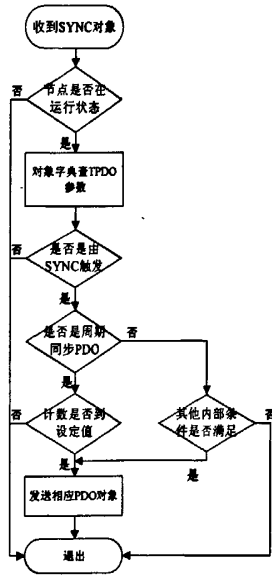 收到SYNC对象
节点是否在
运行状态
否
是
对象字典查TPDO
参数
是否是由
SYNC触发
否
是
是否是周期
同步PDO
否
是
计数是否到
设定值
否
其他内部条
件是否满足
否
是
是
发送相应PDO对象
退出